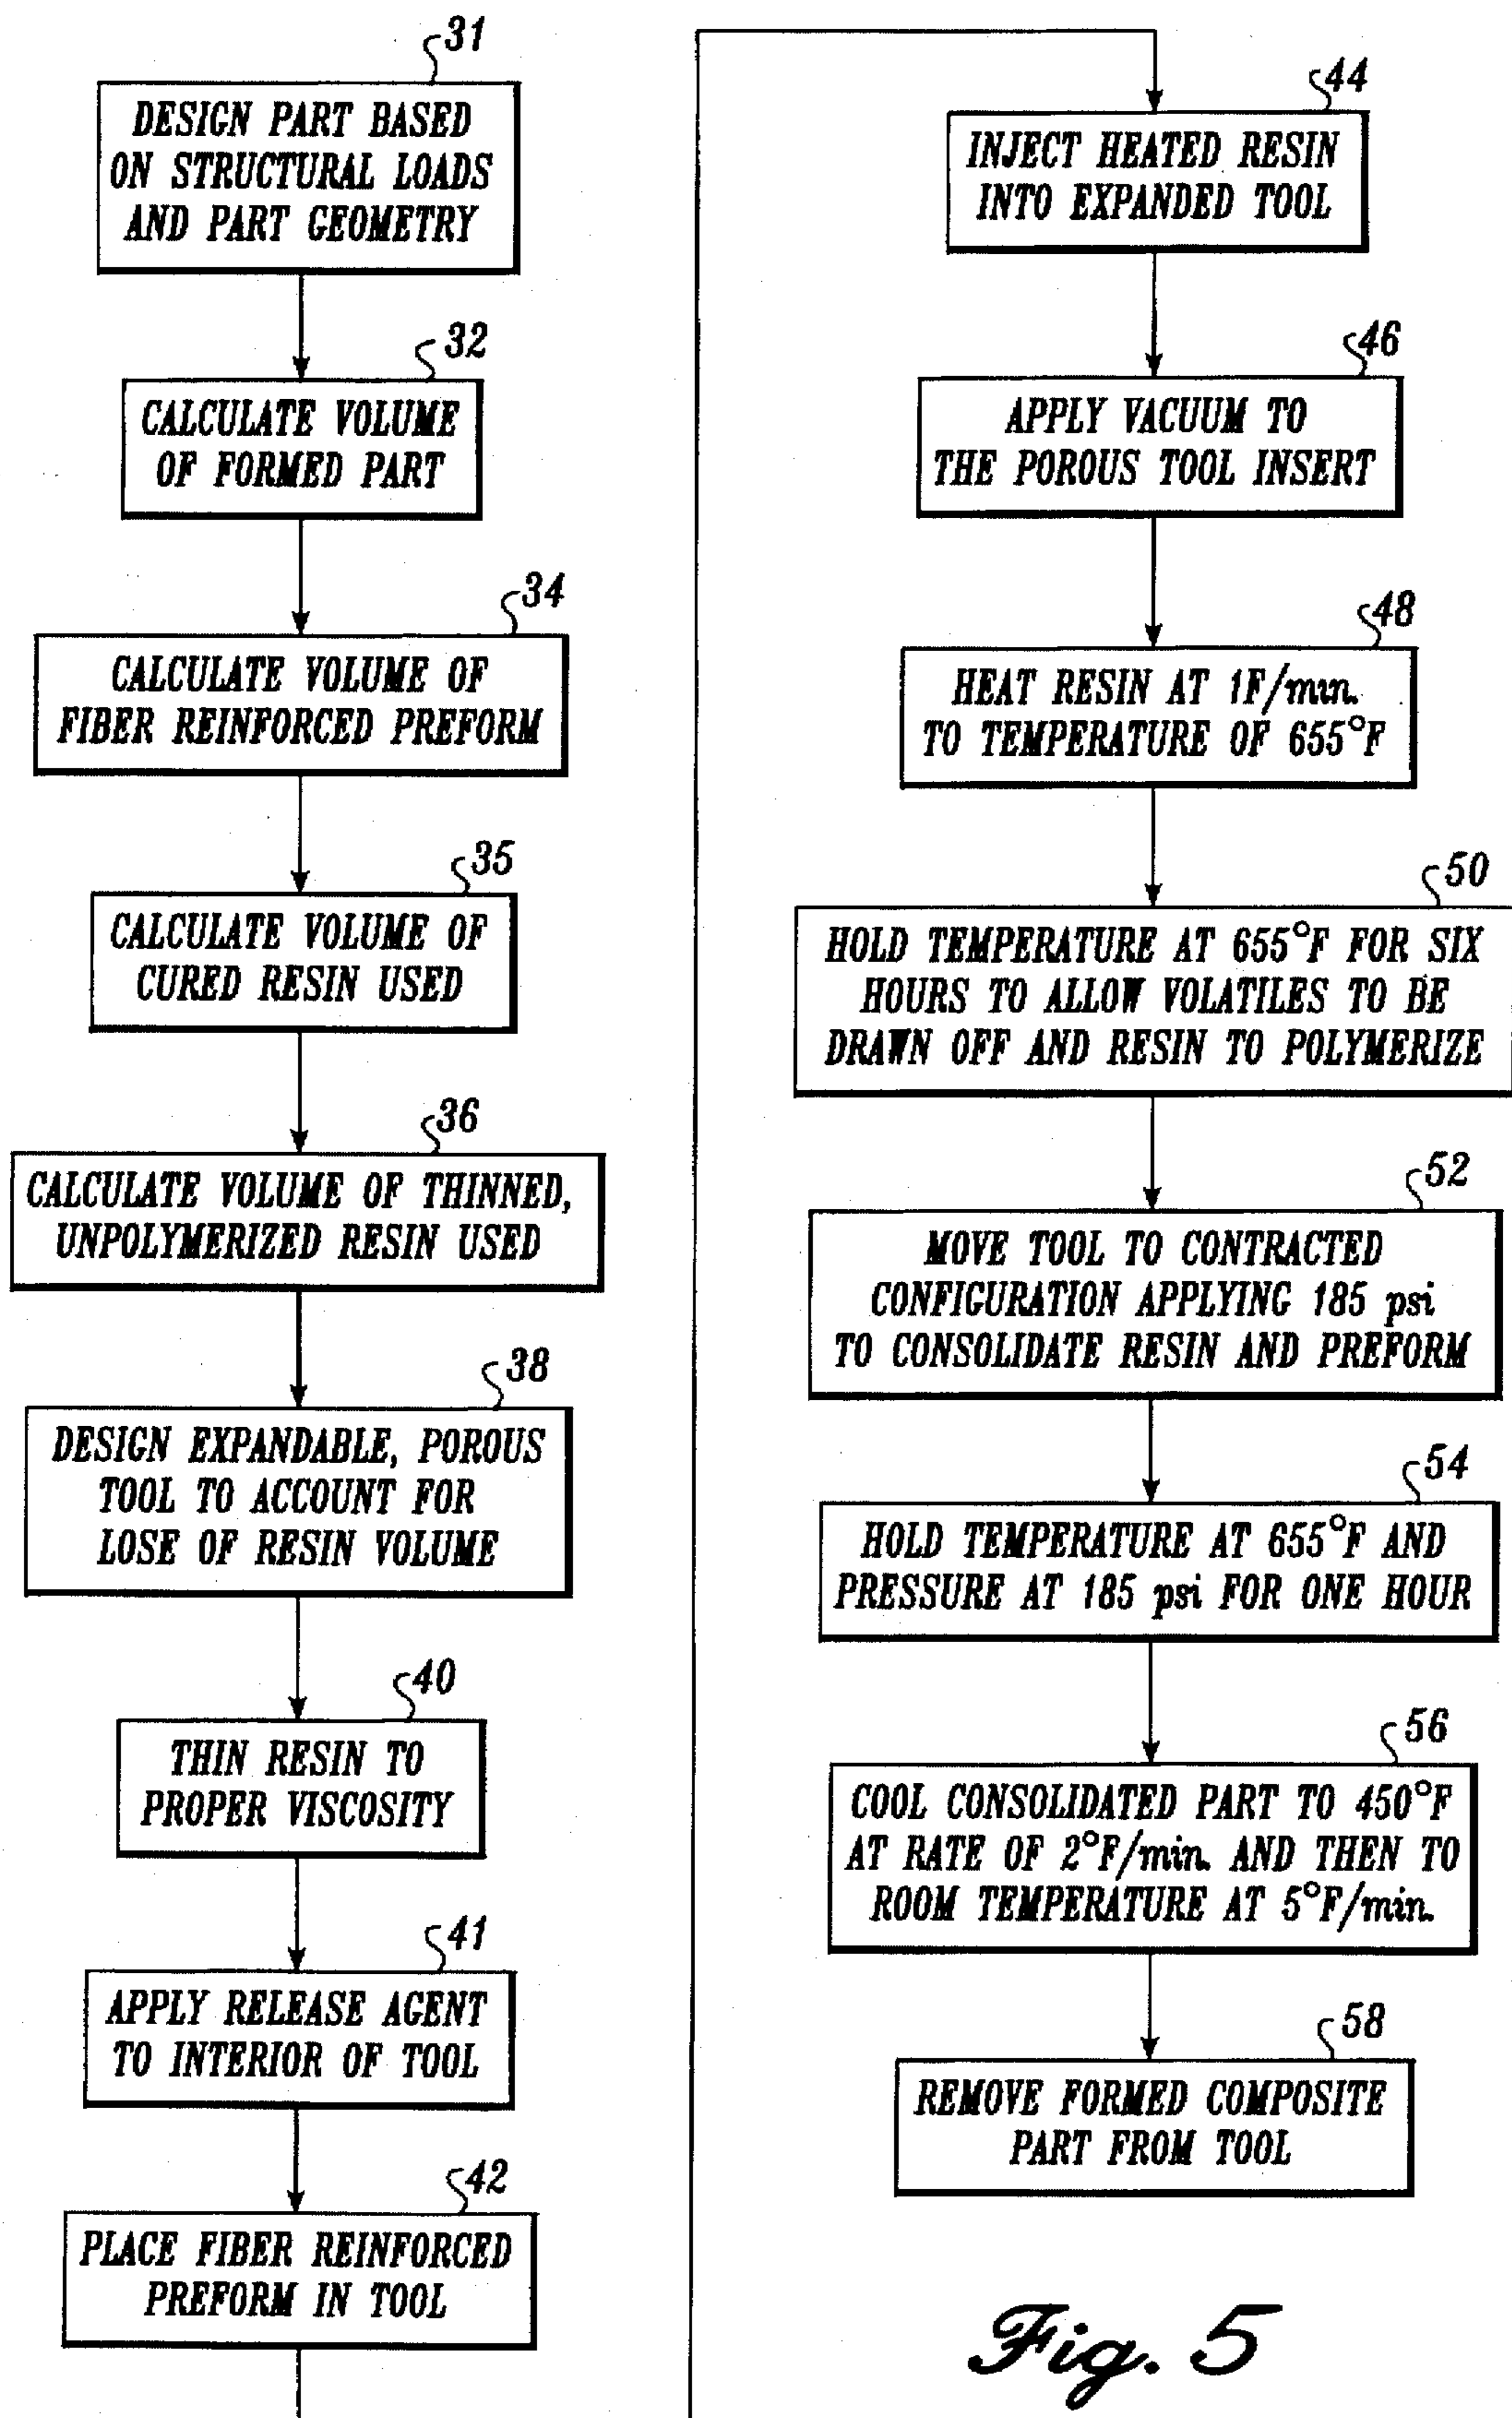 31
DESIGN PART BASED
ON STRUCTURAL LOADS
AND PART GEOMETRY
32
CALCULATE VOLUME
OF FORMED PART
34
CALCULATE VOLUME OF
FIBER REINFORCED PREFORM
35
CALCULATE VOLUME OF
CURED RESIN USED
36
CALCULATE VOLUME OF THINNED,
UNPOLYMERIZED RESIN USED
38
DESIGN EXPANDABLE, POROUS
TOOL TO ACCOUNT FOR
LOSE OF RESIN VOLUME
40
THIN RESIN TO
PROPER VISCOSITY
41
APPLY RELEASE AGENT
TO INTERIOR OF TOOL
42
PLACE FIBER REINFORCED
PREFORM IN TOOL
44
INJECT HEATED RESIN
INTO EXPANDED TOOL
46
APPLY VACUUM TO
THE POROUS TOOL INSERT
48
HEAT RESIN AT 1F/min.
TO TEMPERATURE OF 655°F
50
HOLD TEMPERATURE AT 655°F FOR SIX
HOURS TO ALLOW VOLATILES TO BE
DRAWN OFF AND RESIN TO POLYMERIZE
52
MOVE TOOL TO CONTRACTED
CONFIGURATION APPLYING 185 psi
TO CONSOLIDATE RESIN AND PREFORM
54
HOLD TEMPERATURE AT 655°F AND
PRESSURE AT 185 psi FOR ONE HOUR
56
COOL CONSOLIDATED PART TO 450°F
AT RATE OF 2°F/min. AND THEN TO
ROOM TEMPERATURE AT 5°F/min.
58
REMOVE FORMED COMPOSITE
PART FROM TOOL
Fig. 5